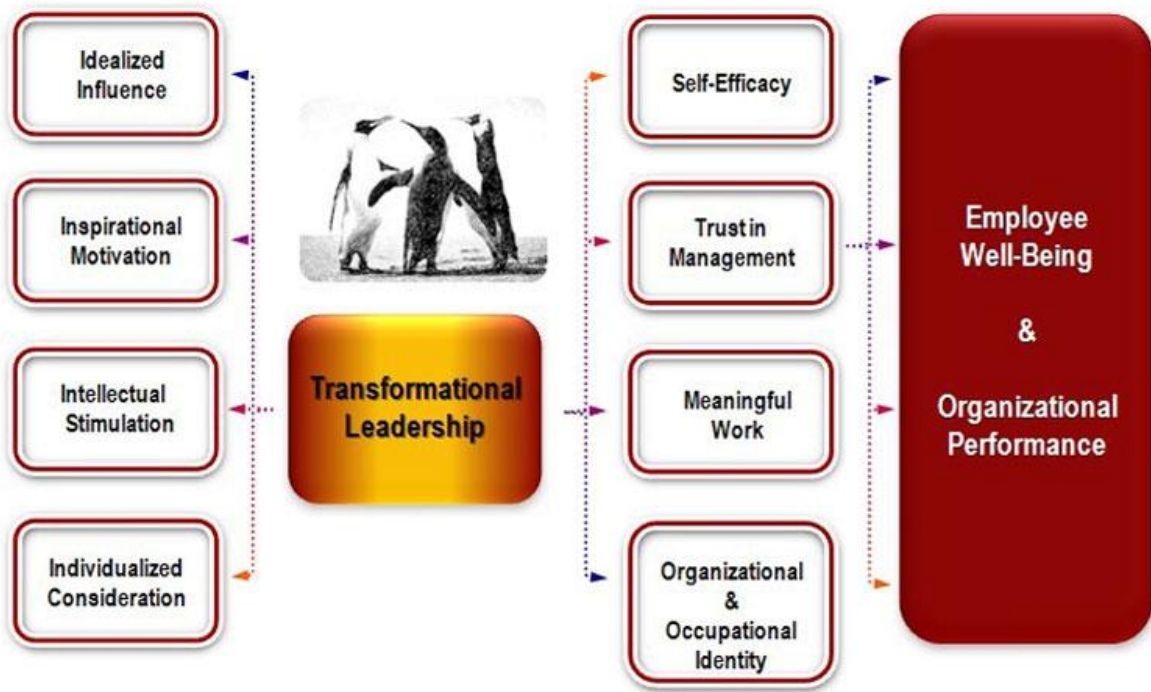 Idealized
Influence
Inspirational
Motivation
Intellectual
Stimulation
Individualized
Consideration
Transformational
Leadership
Self-Efficacy
Trust in
Management
Meaningful
Work
Organizational
&
Occupational
Identity
Employee
Well-Being
&
Organizational
Performance